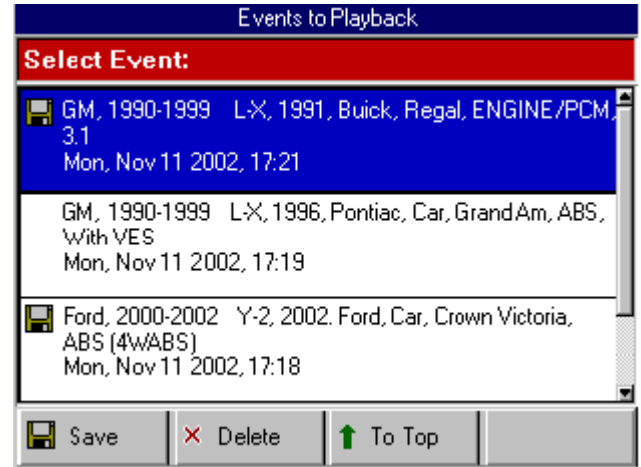 Events to Playback
Select Event:
GM, 1990-1999 L-X, 1991, Buick, Regal, ENGINE/PCM,
3.1
Mon, Nov 11 2002, 17:21
GM, 1990-1999 L-X, 1996, Pontiac, Car, Grand Am, ABS,
With VES
Mon, Nov 11 2002, 17:19
Ford, 2000-2002 Y-2, 2002. Ford, Car, Crown Victoria,
ABS (4WABS)
Mon, Nov 11 2002, 17:18
Save Delete To Top